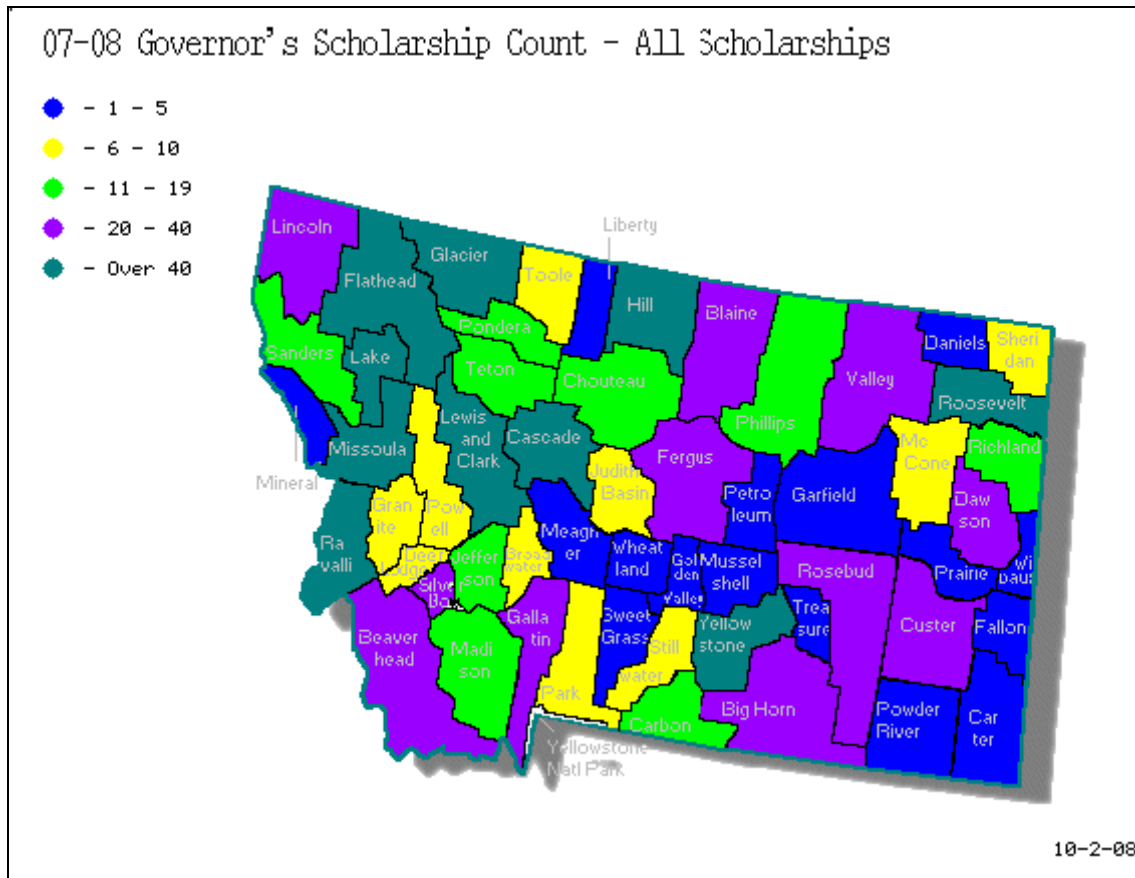 07-08 Governor's Scholarship Count - All Scholarships
- 1 - 5
- 6 - 10
- 11 - 19
- 20 - 40
- Over 40
Lincoln
Flathead
Glacier
Toole
Liberty
Hill
Blaine
Phillips
Valley
Daniels
Sheri
dan
Roosevelt
Sanders
Lake
Pondera
Teton
Chouteau
Mineral
Missoula
Lewis
and
Clark
Cascade
Judith
Basin
Fergus
Petro
leum
Garfield
Mc
Cone
Richland
Daw
son
Ra
valli
Gran
ite
Pow
ell
Deer
Lodge
Silver
Jeffer
son
Broad
water
Meagh
er
Wheat
land
Gol
den
Valley
Mussel
shell
Rosebud
Trea
sure
Prairie
Wi
baux
Custer
Fallon
Beaver
head
Madi
son
Galla
tin
Park
Sweet
Grass
Still
water
Yellow
stone
Carbon
Big Horn
Powder
River
Car
ter
Yellowstone
Natl Park
10-2-08